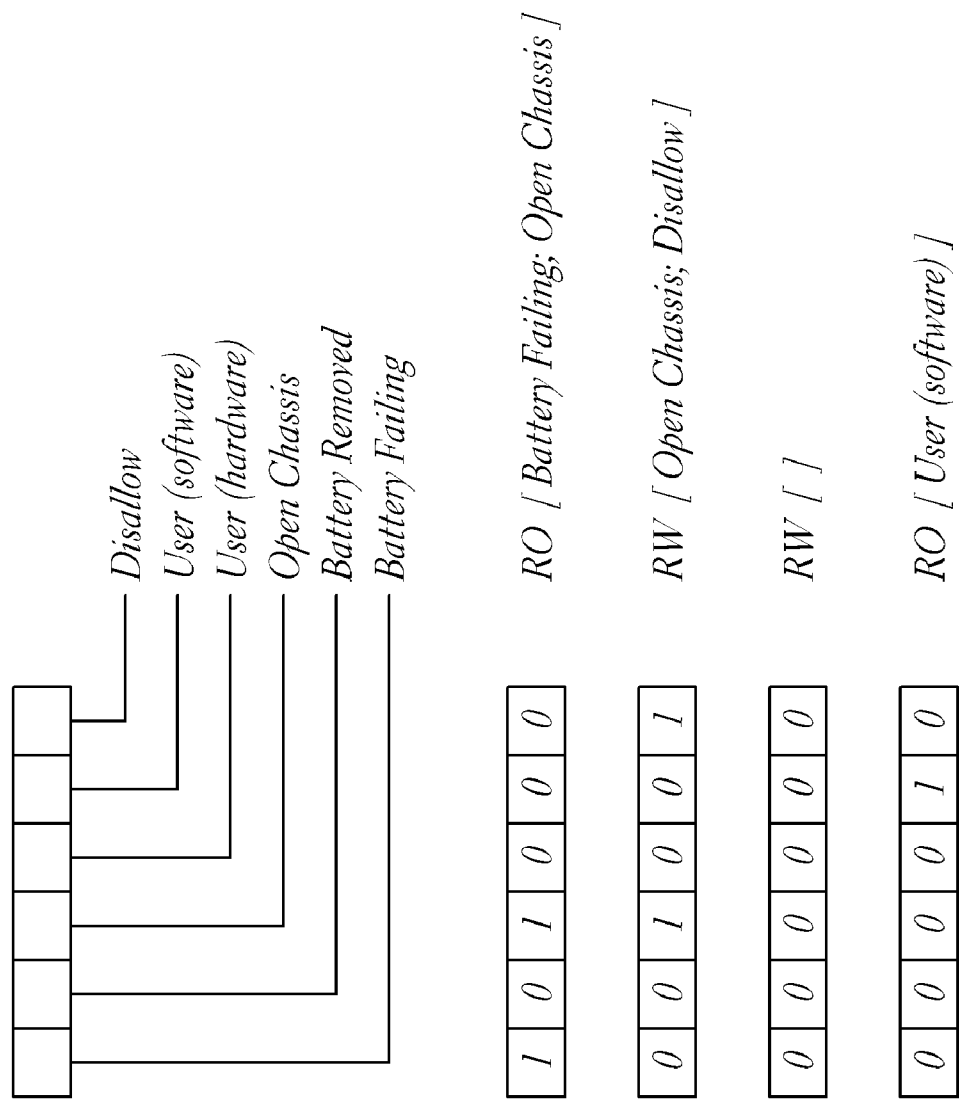 Disallow
User (software)
User (hardware)
Open Chassis
Battery Removed
Battery Failing
1 0 1 0 0 0 RO [ Battery Failing; Open Chassis ]
0 0 1 0 0 1 RW [ Open Chassis; Disallow ]
0 0 0 0 0 0 RW [ ]
0 0 0 0 1 0 RO [ User (software) ]